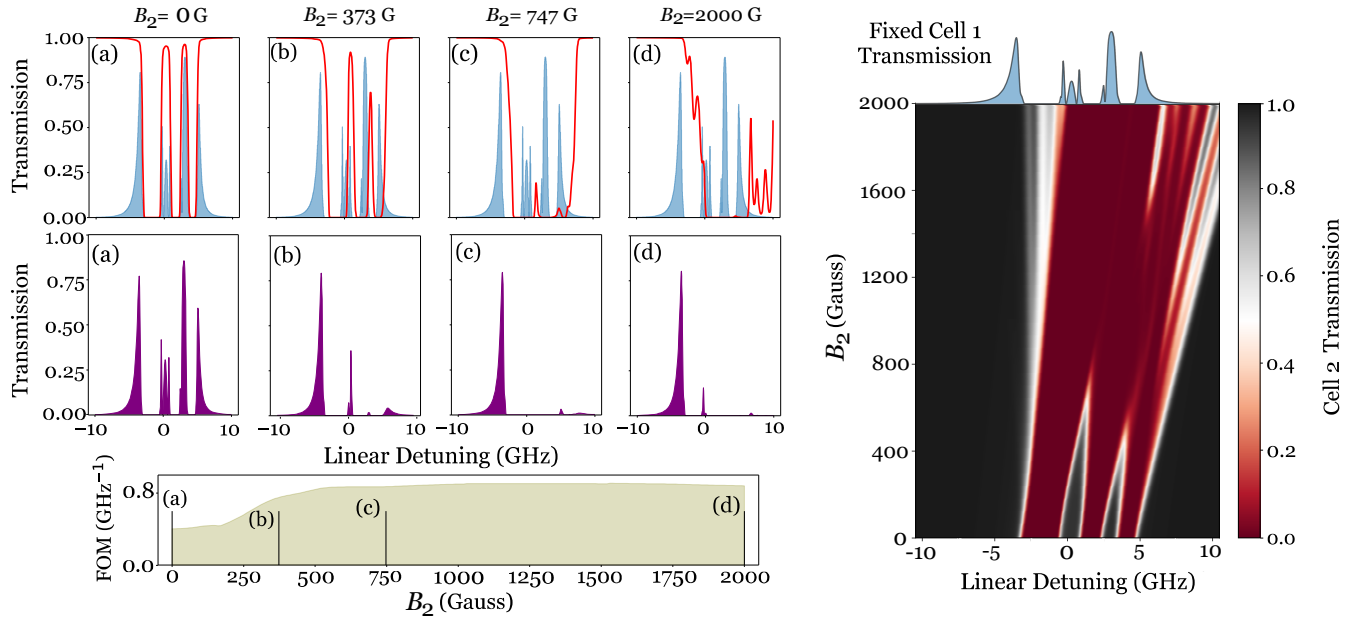 B₂= 0 G
B₂= 373 G
B₂= 747 G
B₂=2000 G
Transmission
1.00
0.75
0.50
0.25
0.00
(a)
(b)
(c)
(d)
Transmission
1.00
0.75
0.50
0.25
0.00
(a)
(b)
(c)
(d)
−10 0 10
−10 0 10
−10 0 10
−10 0 10
Linear Detuning (GHz)
FOM (GHz⁻¹)
0.8
0.0
(a)
(b)
(c)
(d)
0 250 500 750 1000 1250 1500 1750 2000
B₂ (Gauss)
Fixed Cell 1
Transmission
B₂ (Gauss)
2000
1600
1200
800
400
0
-10 -5 0 5 10
Linear Detuning (GHz)
1.0
0.8
0.6
0.4
0.2
0.0
Cell 2 Transmission